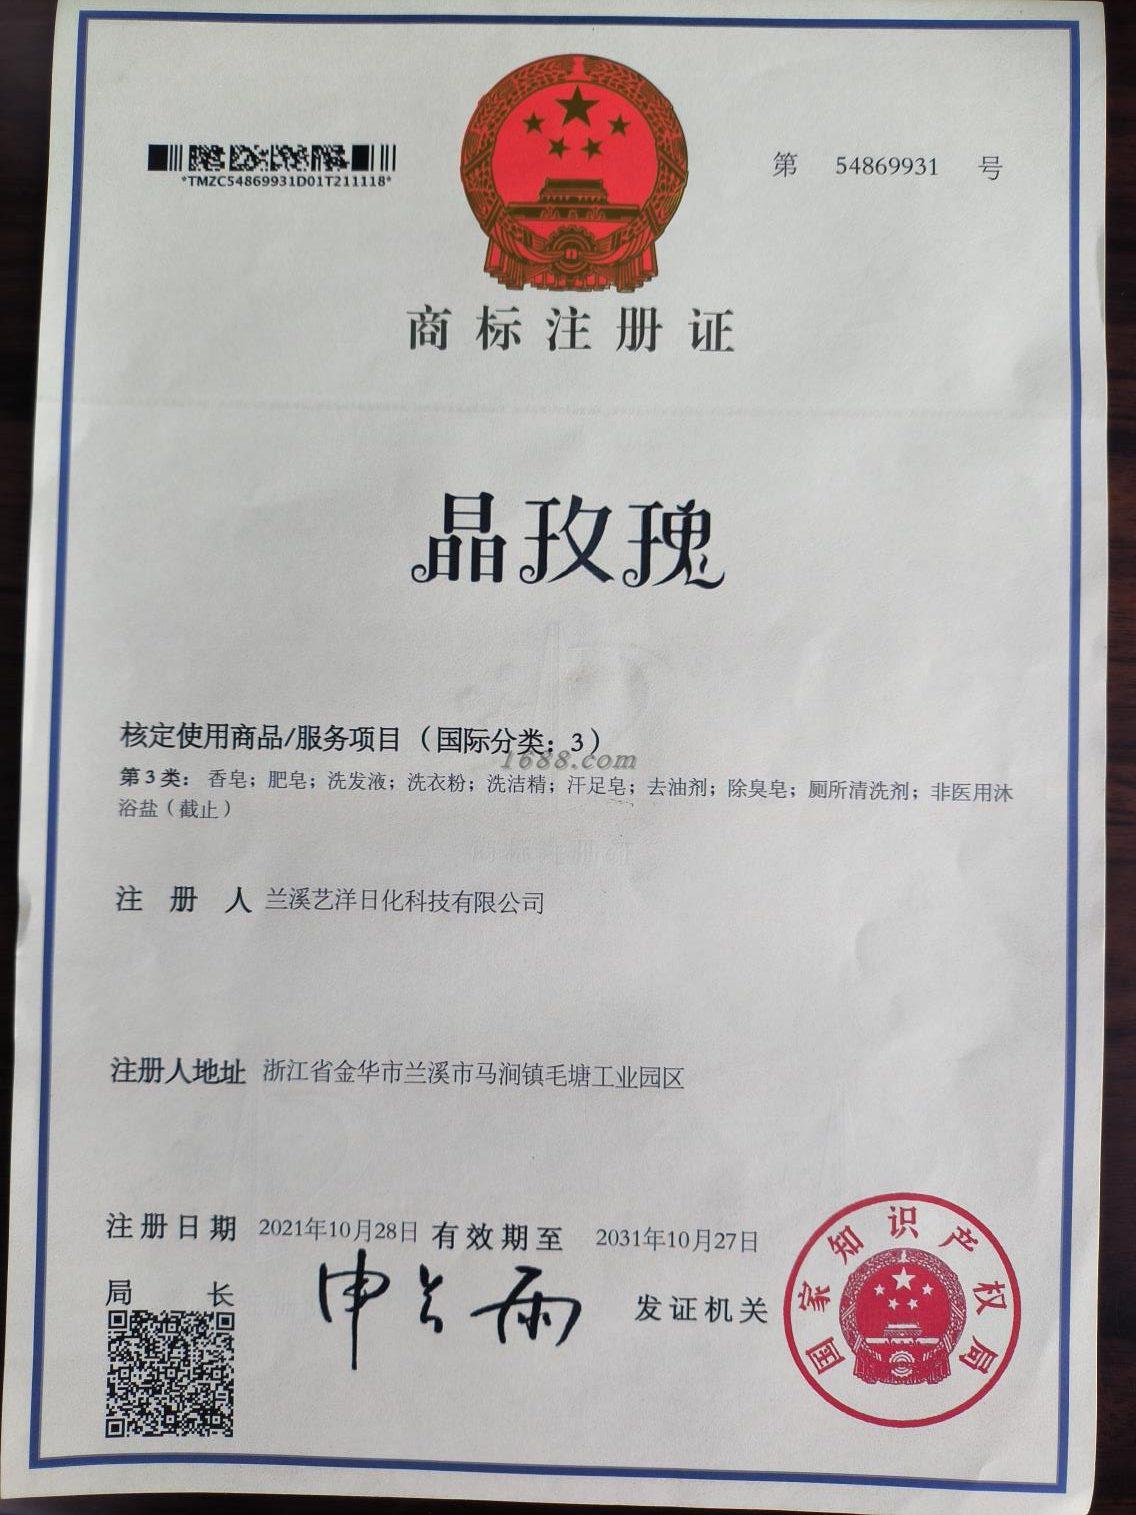 *TMZC54869931D01T211118*
第 54869931 号
商标注册证
晶玫瑰
核定使用商品/服务项目（国际分类：3）
1688.com
第3类：香皂；肥皂；洗发液；洗衣粉；洗洁精；汗足皂；去油剂；除臭皂；厕所清洗剂；非医用沐
浴盐（截止）
注册人 兰溪艺洋日化科技有限公司
注册人地址 浙江省金华市兰溪市马涧镇毛塘工业园区
注册日期 2021年10月28日 有效期至 2031年10月27日
局长 申长雨 发证机关
国家知识产权局